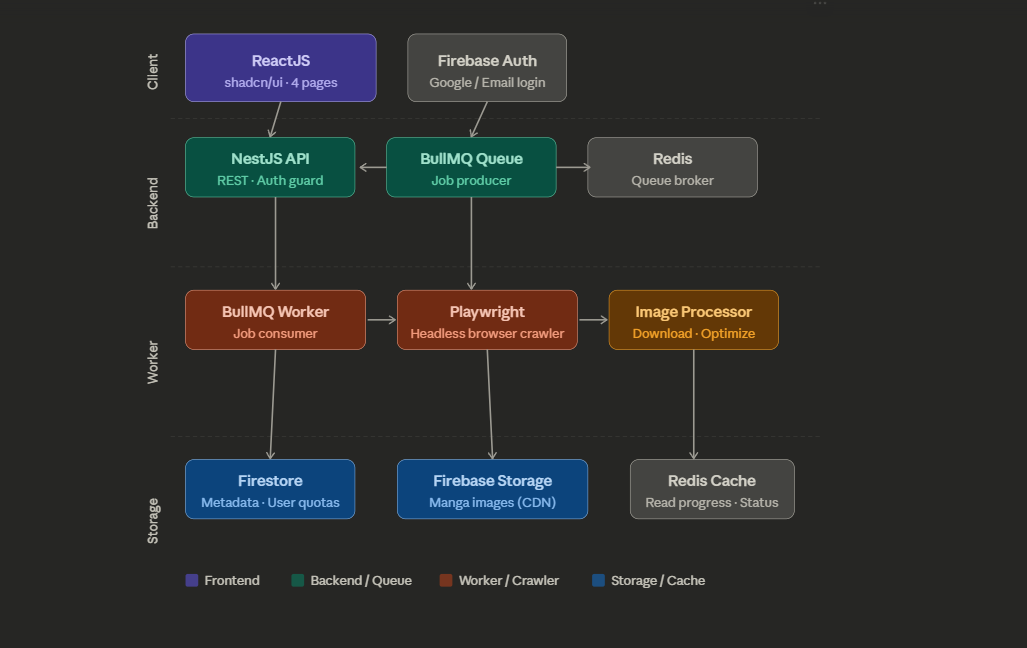 Client
ReactJS
shadcn/ui · 4 pages
Firebase Auth
Google / Email login
Backend
NestJS API
REST · Auth guard
BullMQ Queue
Job producer
Redis
Queue broker
Worker
BullMQ Worker
Job consumer
Playwright
Headless browser crawler
Image Processor
Download · Optimize
Storage
Firestore
Metadata · User quotas
Firebase Storage
Manga images (CDN)
Redis Cache
Read progress · Status
Frontend
Backend / Queue
Worker / Crawler
Storage / Cache